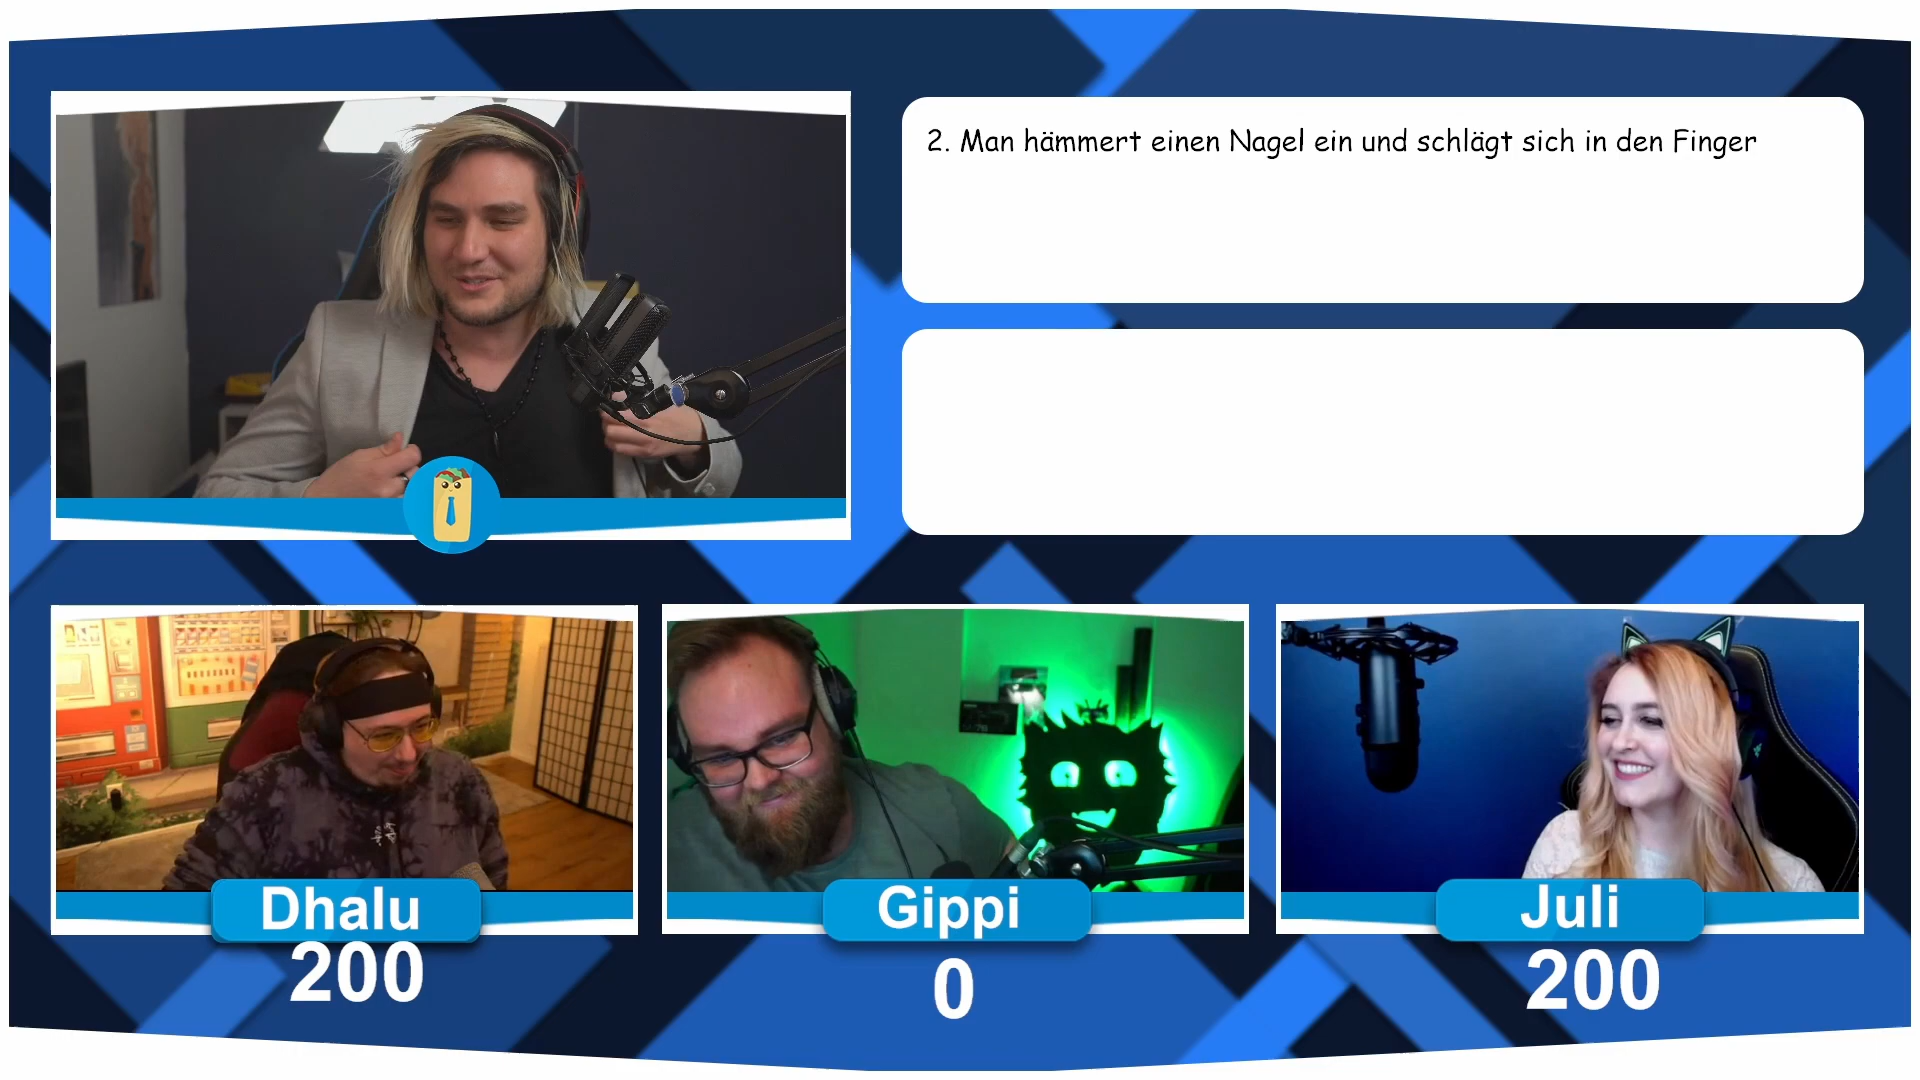 2. Man hämmert einen Nagel ein und schlägt sich in den Finger
Dhalu
Gippi
Juli
200
0
200